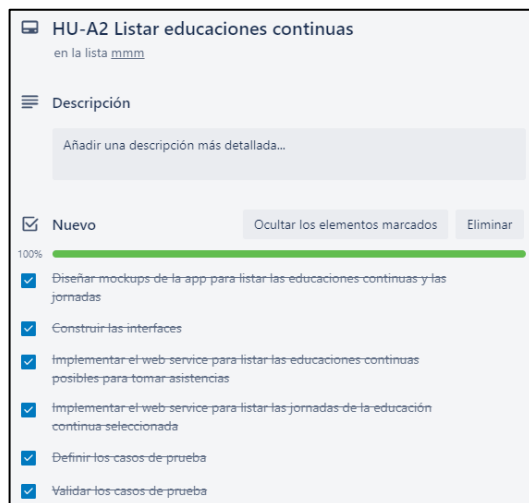 HU-A2 Listar educaciones continuas
en la lista mmm
Descripción
Añadir una descripción más detallada...
Nuevo
Ocultar los elementos marcados
Eliminar
100%
Diseñar mockups de la app para listar las educaciones continuas y las
jornadas
Construir las interfaces
Implementar el web service para listar las educaciones continuas
posibles para tomar asistencias
Implementar el web service para listar las jornadas de la educación
continua seleccionada
Definir los casos de prueba
Validar los casos de prueba